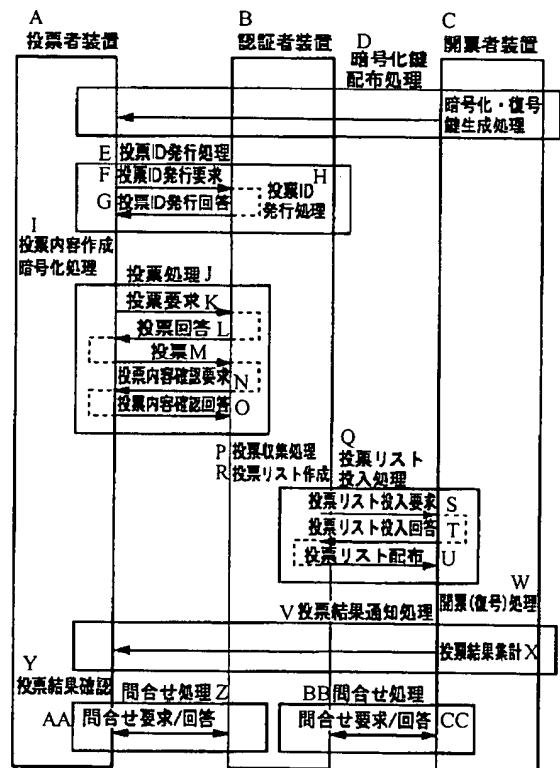 A
投票者装置
B
認証者装置
C
開票者装置
D
暗号化鍵
配布処理
暗号化・復号
鍵生成処理
E 投票ID発行処理
F 投票ID発行要求
G 投票ID発行回答
H
投票ID
発行処理
I
投票内容作成
暗号化処理
投票処理 J
投票要求 K
投票回答 L
投票 M
投票内容確認要求 N
投票内容確認回答 O
P 投票収集処理
R 投票リスト作成
Q
投票リスト
投入処理
投票リスト投入要求 S
投票リスト投入回答 T
投票リスト配布 U
W
開票(復号)処理
V 投票結果通知処理
投票結果集計 X
Y
投票結果確認
問合せ処理 Z
AA 問合せ要求/回答
BB 問合せ処理
問合せ要求/回答 CC